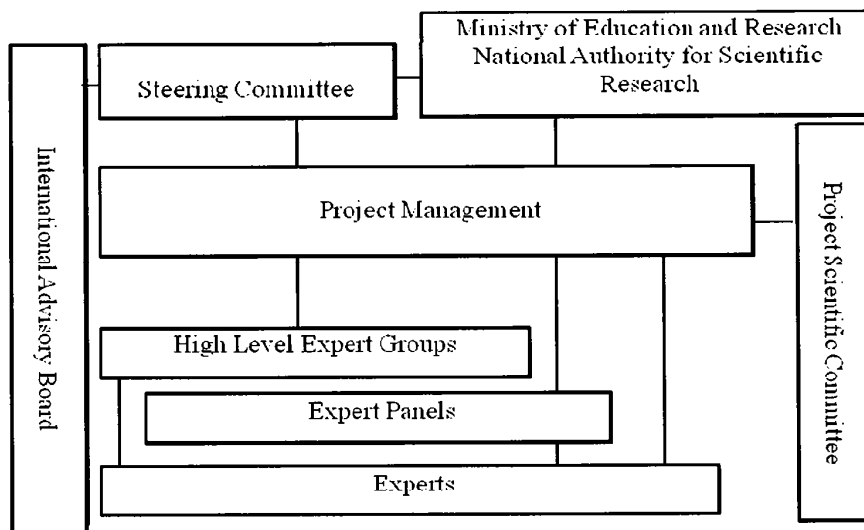 Ministry of Education and Research
National Authority for Scientific
Research
Steering Committee
International Advisory Board
Project Management
Project Scientific Committee
High Level Expert Groups
Expert Panels
Experts